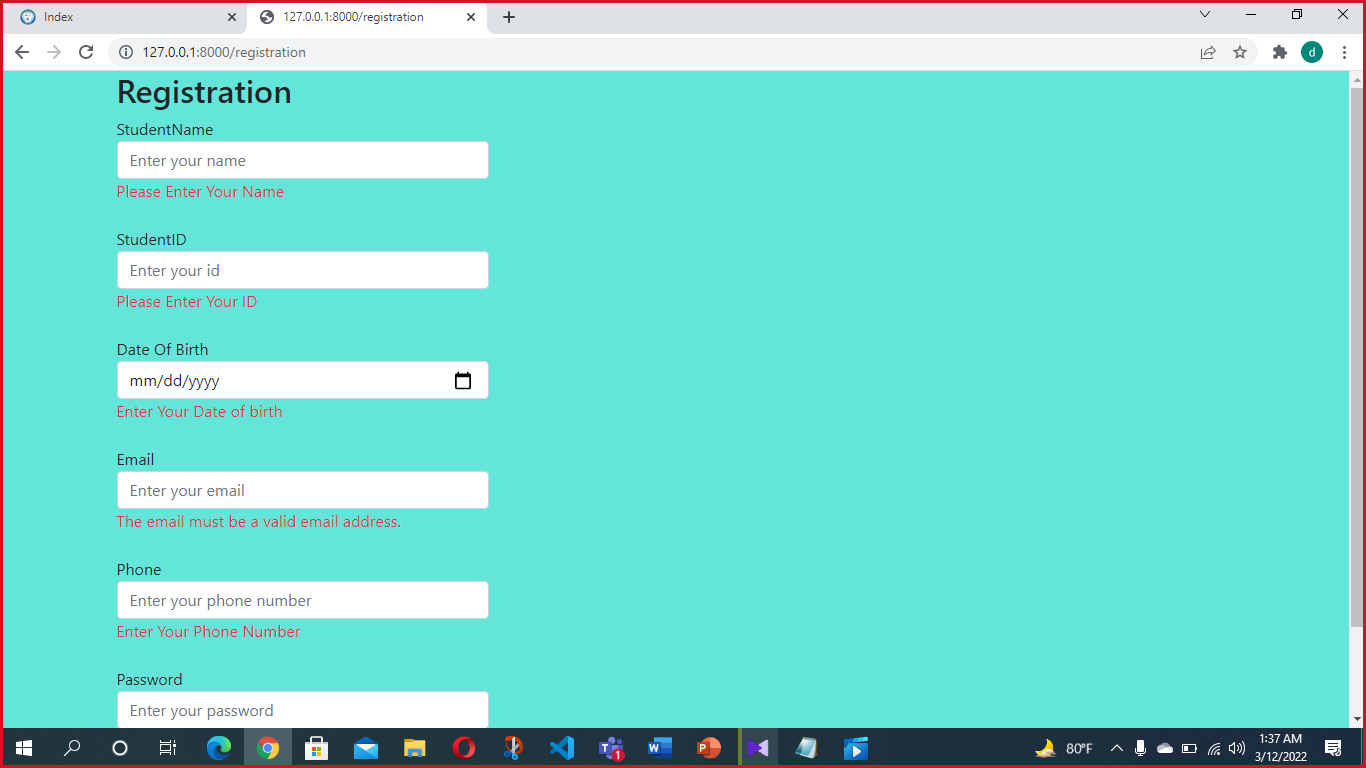 Index
127.0.0.1:8000/registration
127.0.0.1:8000/registration
d
Registration
StudentName
Enter your name
Please Enter Your Name
StudentID
Enter your id
Please Enter Your ID
Date Of Birth
mm/dd/yyyy
Enter Your Date of birth
Email
Enter your email
The email must be a valid email address.
Phone
Enter your phone number
Enter Your Phone Number
Password
Enter your password
80°F
1:37 AM
3/12/2022